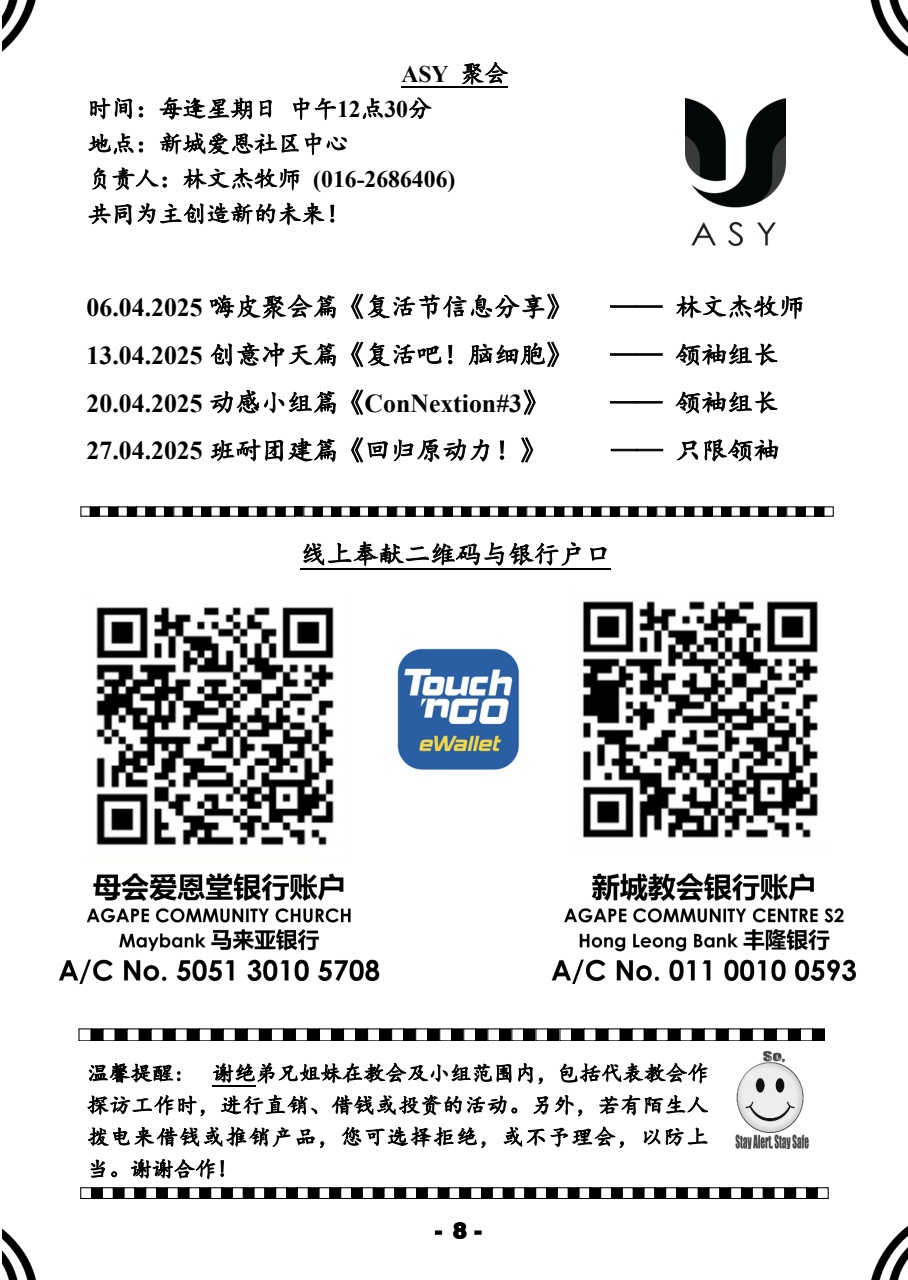 ASY 聚会
时间：每逢星期日 中午12点30分
地点：新城爱恩社区中心
负责人：林文杰牧师 (016-2686406)
共同为主创造新的未来！
ASY
06.04.2025 嗨皮聚会篇《复活节信息分享》 —— 林文杰牧师
13.04.2025 创意冲天篇《复活吧！脑细胞》 —— 领袖组长
20.04.2025 动感小组篇《ConNextion#3》 —— 领袖组长
27.04.2025 班耐团建篇《回归原动力！》 —— 只限领袖
线上奉献二维码与银行户口
Touch
'nGO
eWallet
母会爱恩堂银行账户
AGAPE COMMUNITY CHURCH
Maybank 马来亚银行
A/C No. 5051 3010 5708
新城教会银行账户
AGAPE COMMUNITY CENTRE S2
Hong Leong Bank 丰隆银行
A/C No. 011 0010 0593
温馨提醒： 谢绝弟兄姐妹在教会及小组范围内，包括代表教会作
探访工作时，进行直销、借钱或投资的活动。另外，若有陌生人
拨电来借钱或推销产品，您可选择拒绝，或不予理会，以防上
当。谢谢合作！
So,
Stay Alert, Stay Safe
- 8 -